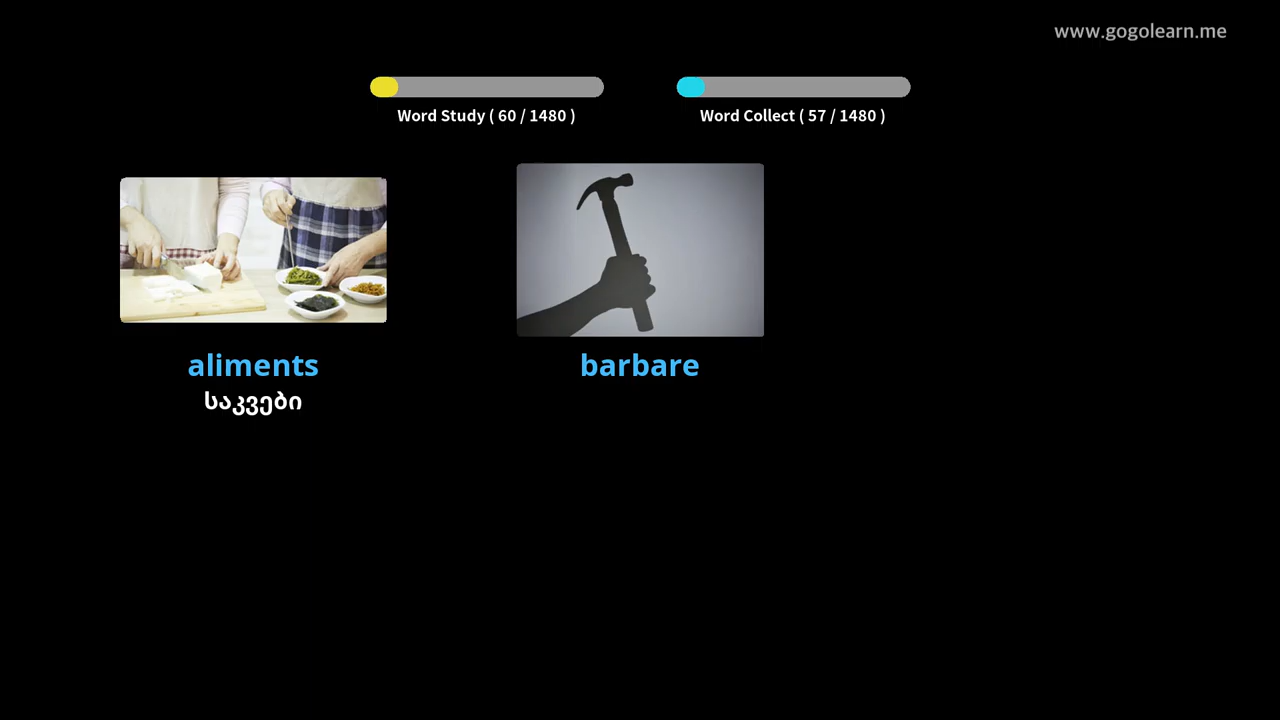 www.gogolearn.me
Word Study ( 60 / 1480 )
Word Collect ( 57 / 1480 )
aliments
საკვები
barbare